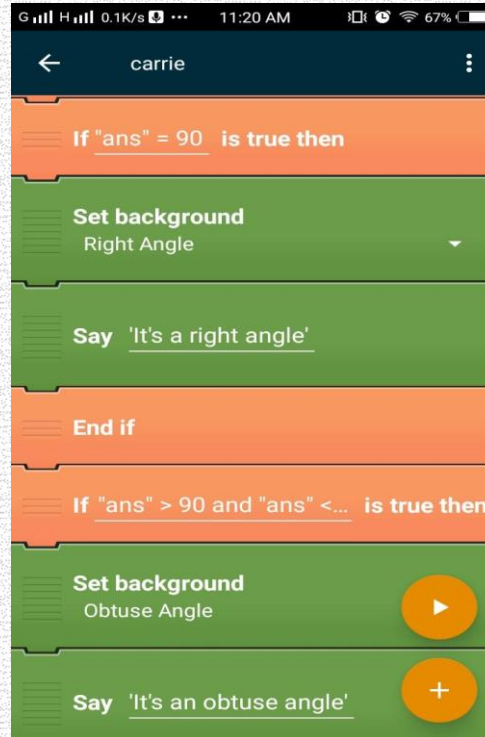 G H 0.1K/s ... 11:20 AM 67%
carrie
If "ans" = 90 is true then
Set background
Right Angle
Say 'It's a right angle'
End if
If "ans" > 90 and "ans" <... is true then
Set background
Obtuse Angle
Say 'It's an obtuse angle'